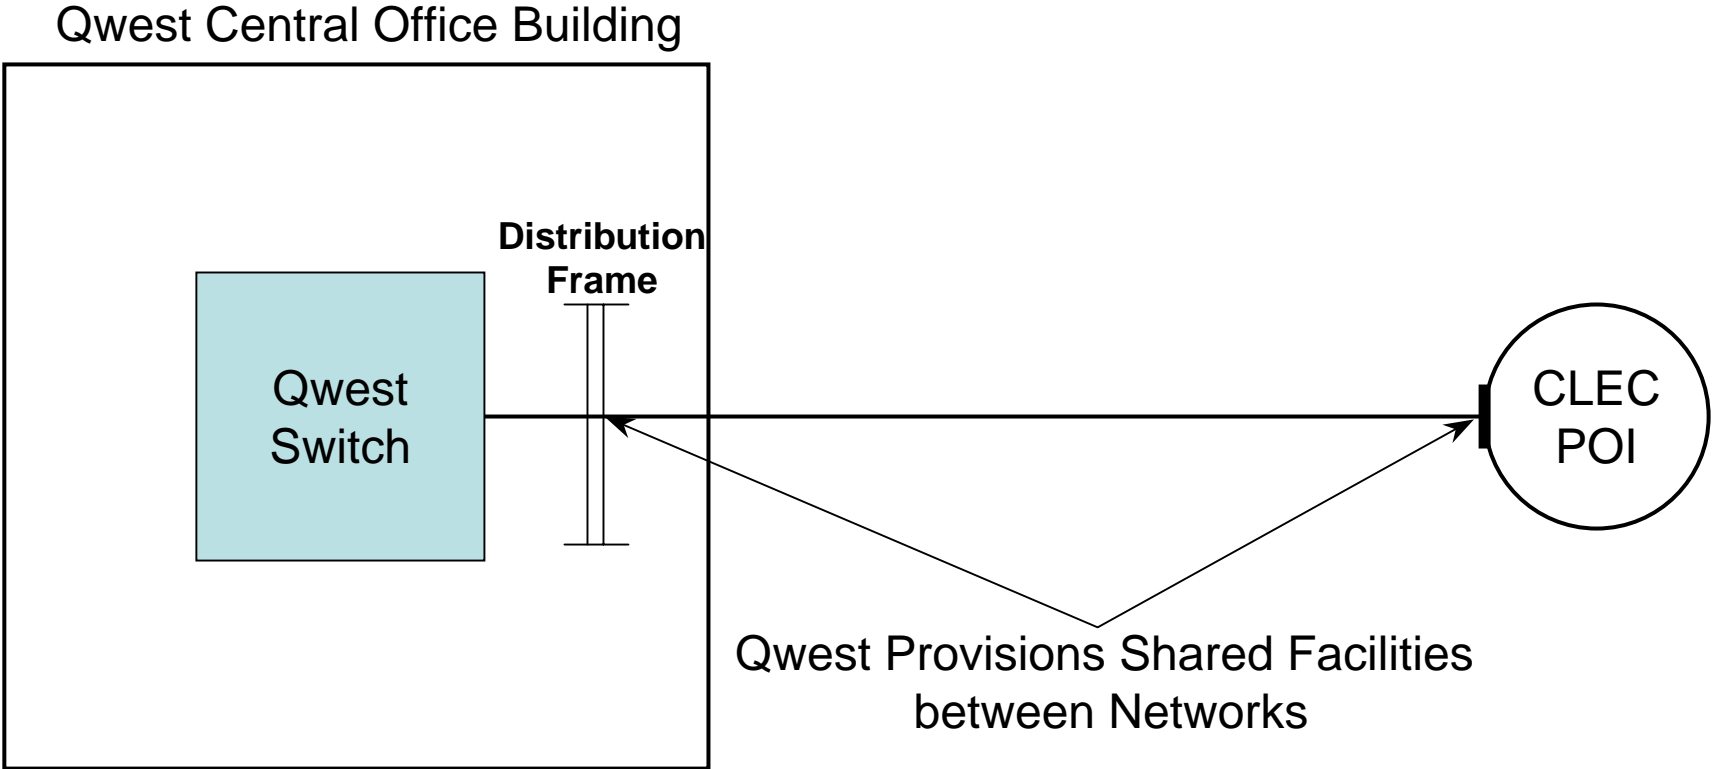 Qwest Central Office Building
Distribution
Frame
Qwest
Switch
CLEC
POI
Qwest Provisions Shared Facilities
between Networks